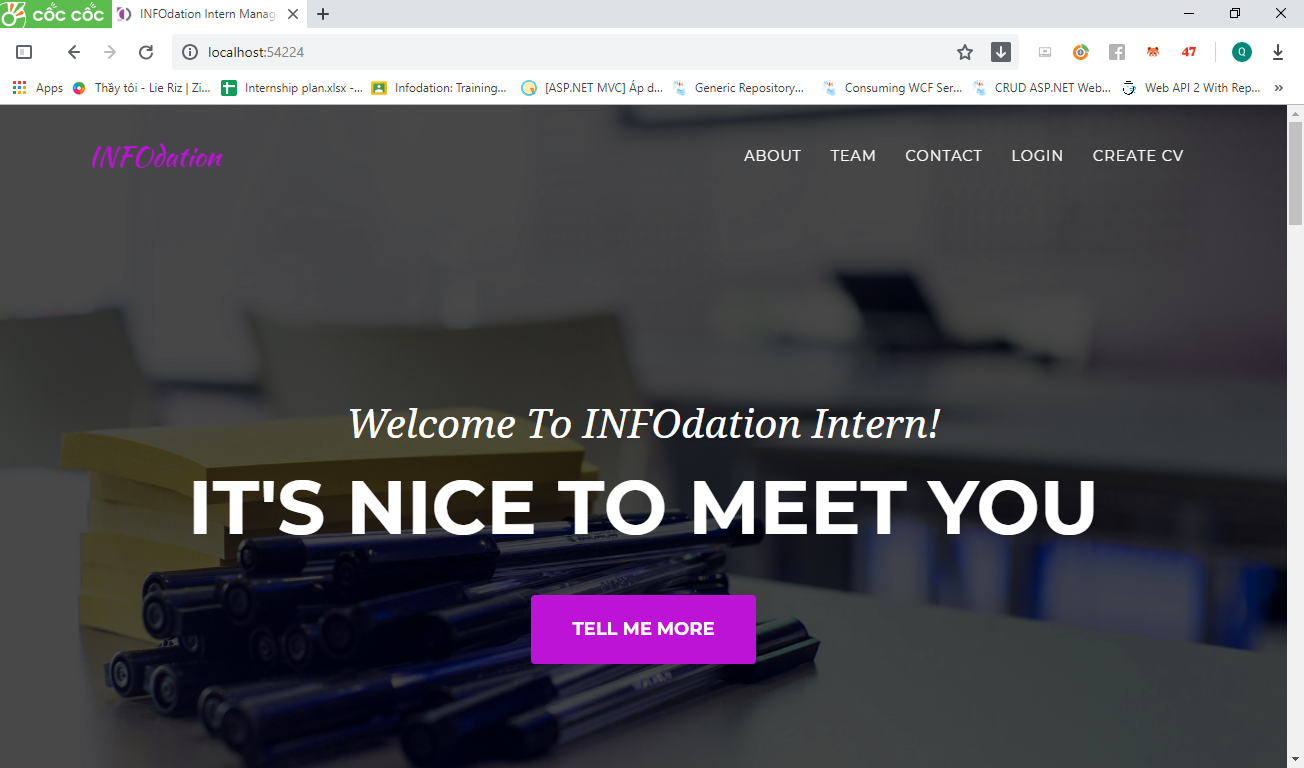 cốc cốc
INFOdation Intern Manag
localhost:54224
47
Q
Apps
Thầy tôi - Lie Riz | Zi...
Internship plan.xlsx -...
Infodation: Training...
[ASP.NET MVC] Áp d...
Generic Repository...
Consuming WCF Ser...
CRUD ASP.NET Web...
Web API 2 With Rep...
»
INFOdation
ABOUT
TEAM
CONTACT
LOGIN
CREATE CV
Welcome To INFOdation Intern!
IT'S NICE TO MEET YOU
TELL ME MORE